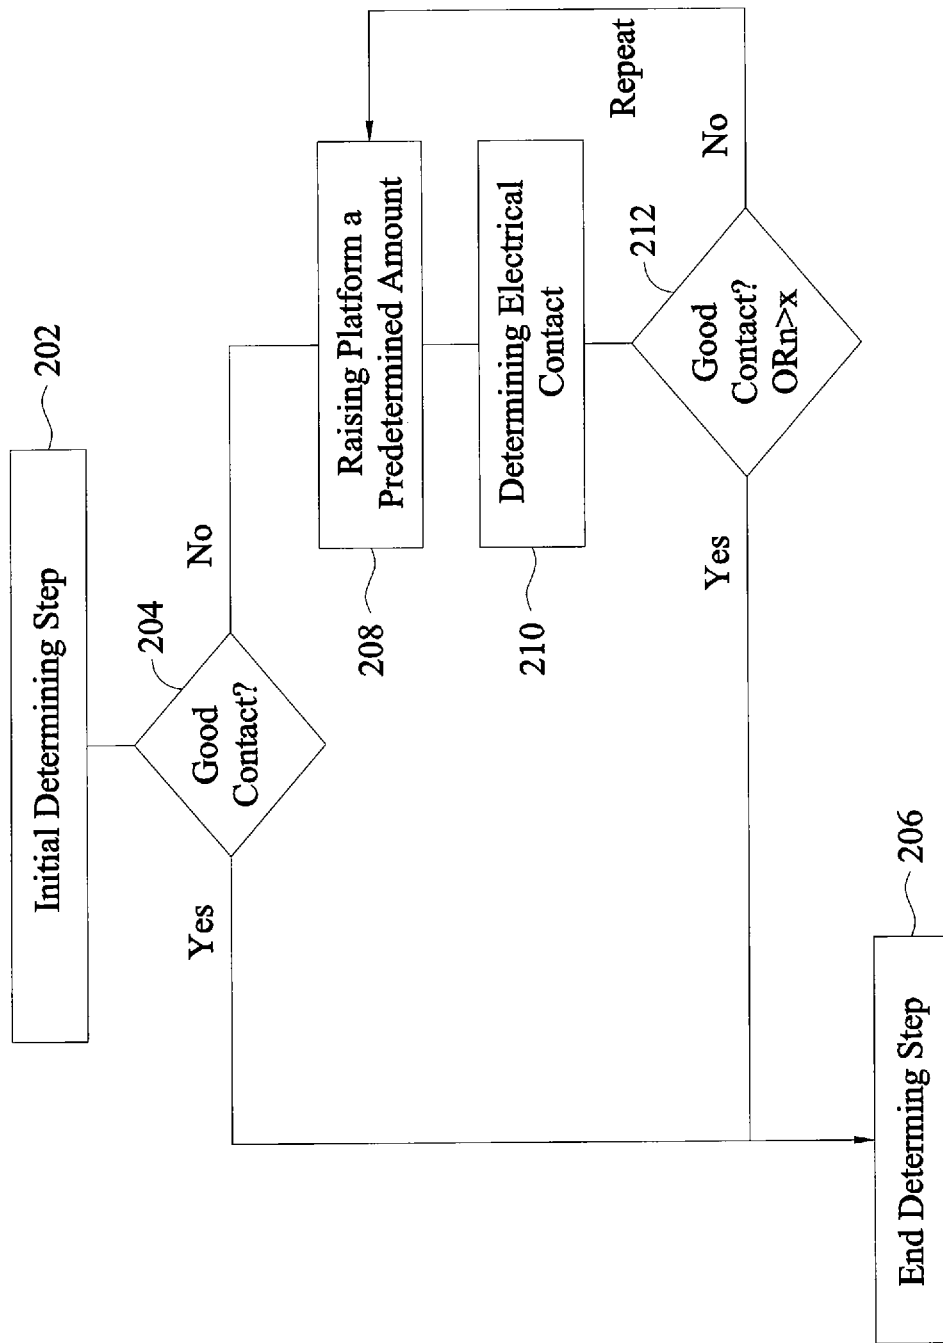 Initial Determining Step
202
Good
Contact?
204
Yes
No
Raising Platform a
Predetermined Amount
208
Determining Electrical
Contact
210
Good
Contact?
ORn>x
212
Yes
No
Repeat
End Determing Step
206